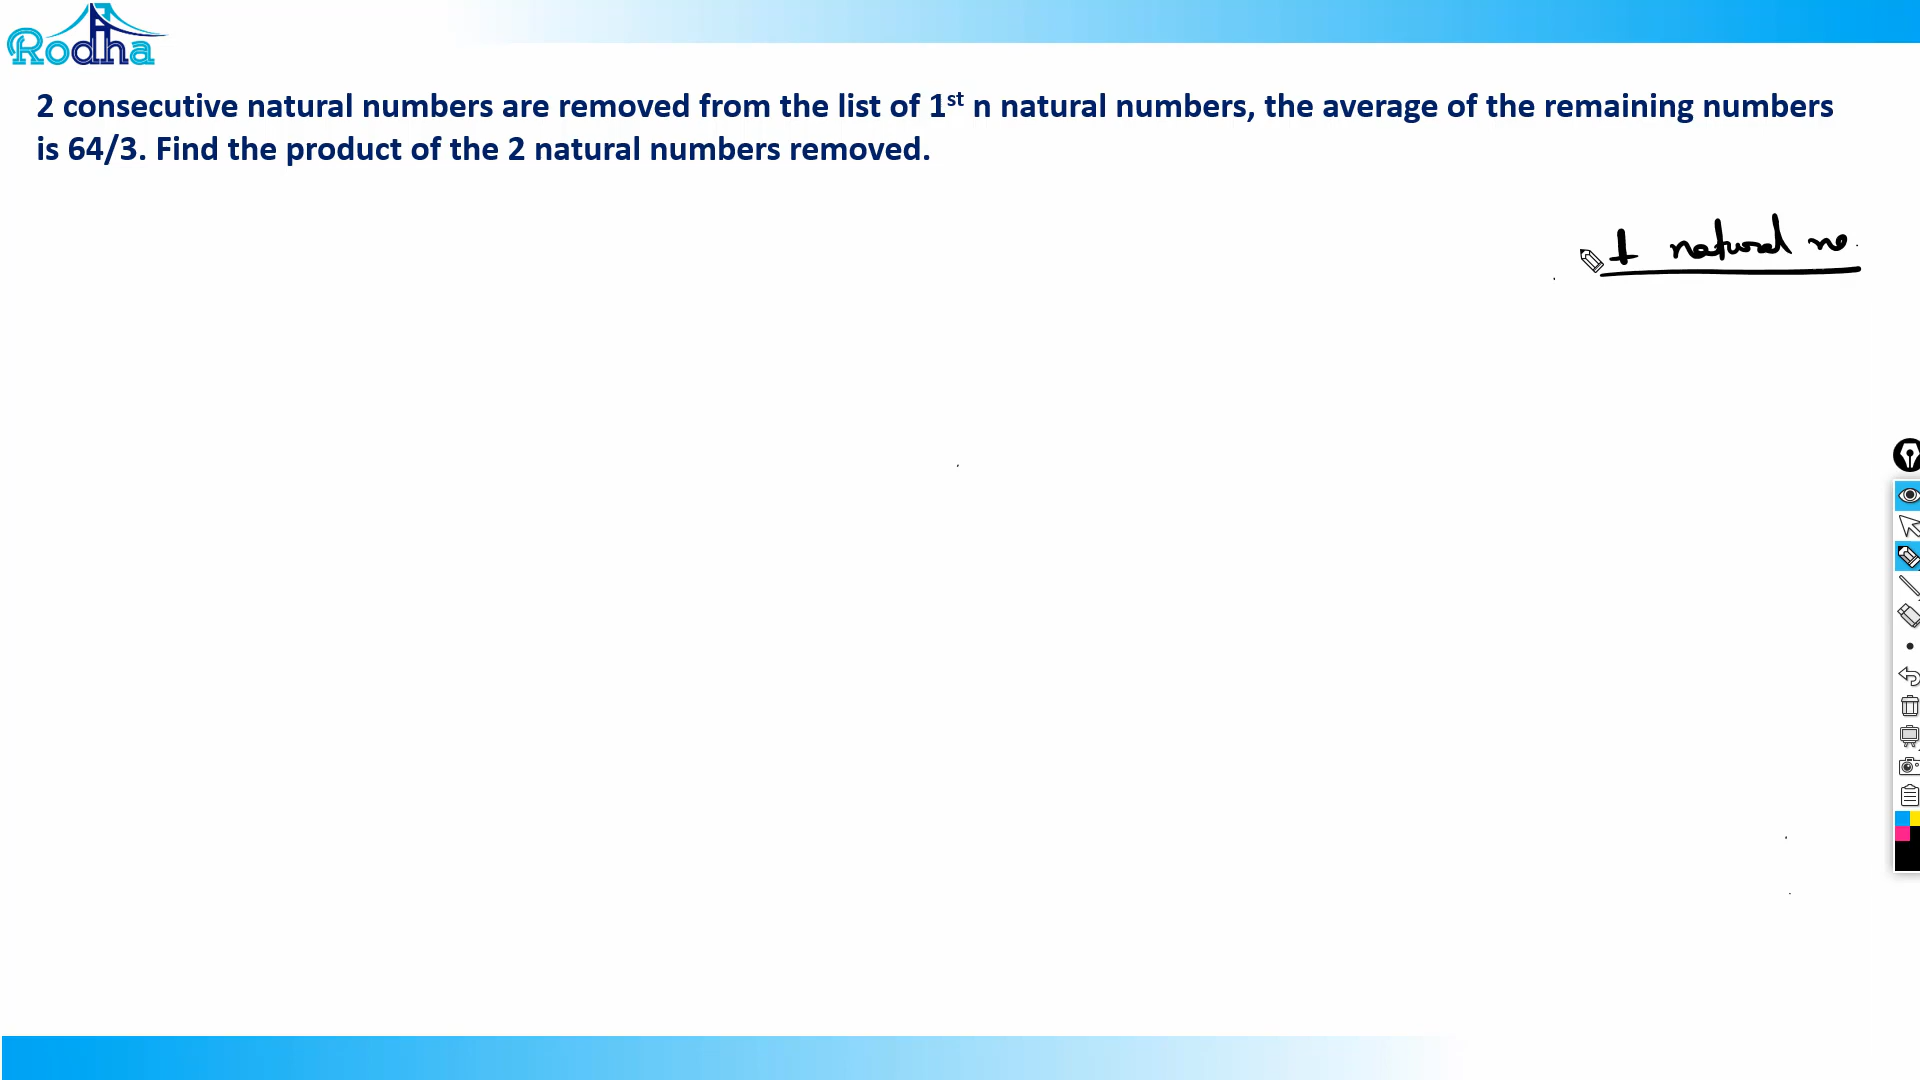 Rodha
2 consecutive natural numbers are removed from the list of 1st n natural numbers, the average of the remaining numbers
is 64/3. Find the product of the 2 natural numbers removed.
1 natural no.